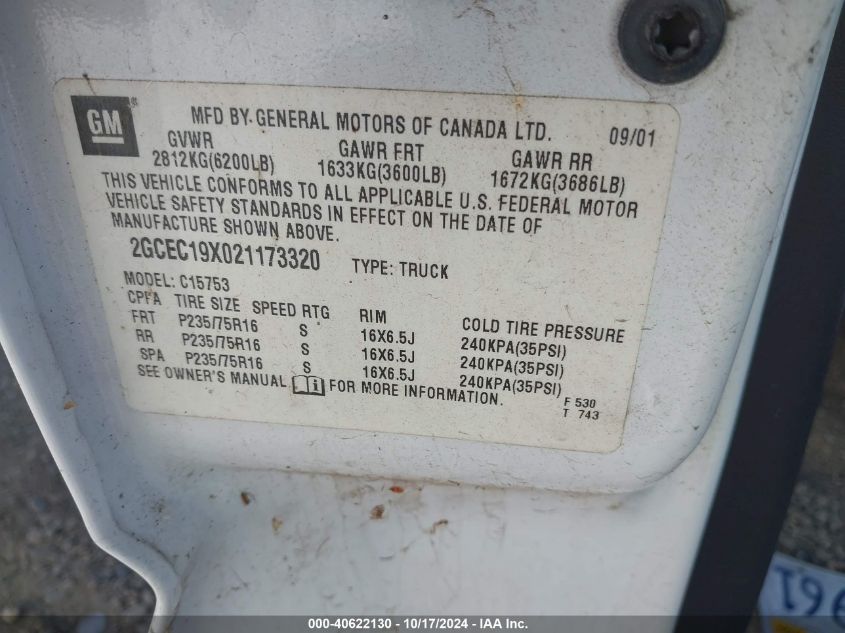 GM ®
MFD BY GENERAL MOTORS OF CANADA LTD. 09/01
GVWR GAWR FRT GAWR RR
2812KG(6200LB) 1633KG(3600LB) 1672KG(3686LB)
THIS VEHICLE CONFORMS TO ALL APPLICABLE U.S. FEDERAL MOTOR
VEHICLE SAFETY STANDARDS IN EFFECT ON THE DATE OF
MANUFACTURE SHOWN ABOVE.
2GCEC19X021173320 TYPE: TRUCK
MODEL: C15753
CPFA TIRE SIZE SPEED RTG RIM COLD TIRE PRESSURE
FRT P235/75R16 S 16X6.5J 240KPA(35PSI)
RR P235/75R16 S 16X6.5J 240KPA(35PSI)
SPA P235/75R16 S 16X6.5J 240KPA(35PSI)
SEE OWNER'S MANUAL i FOR MORE INFORMATION.
F 530
T 743
000-40622130 - 10/17/2024 - IAA Inc.